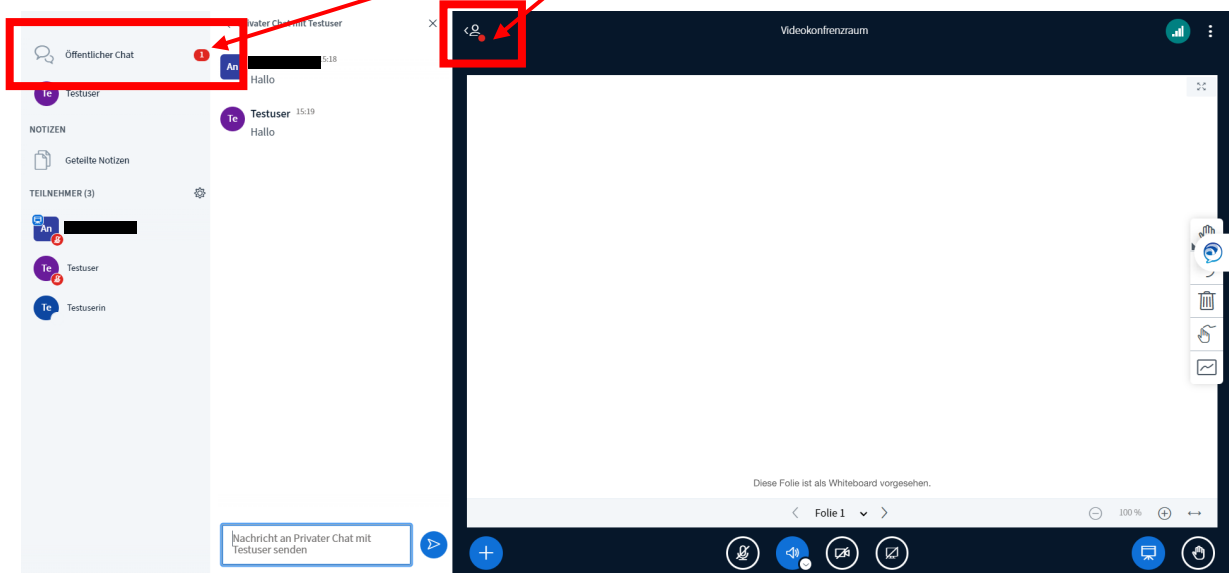 Öffentlicher Chat
1
Te
Testuser
NOTIZEN
Geteilte Notizen
TEILNEHMER (3)
An
Te
Testuser
Te
Testuserin
Privater Chat mit Testuser
An
15:18
Hallo
Te
Testuser 15:19
Hallo
Nachricht an Privater Chat mit
Testuser senden
Videokonfrenzraum
Diese Folie ist als Whiteboard vorgesehen.
Folie 1
100 %